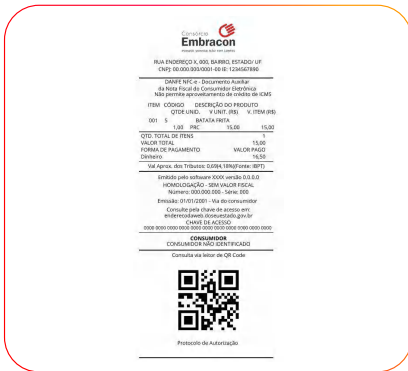 Consórcio
Embracon
RUA ENDEREÇO X, 000, BAIRRO, ESTADO/ UF
CNPJ: 00.000.000/0001-00 IE: 1234567890
DANFE NFC-e - Documento Auxiliar
da Nota Fiscal de Consumidor Eletrônica
Não permite aproveitamento de crédito de ICMS
ITEM CÓDIGO DESCRIÇÃO DO PRODUTO
QTDE UNID. V UNIT. (R$) V. ITEM (R$)
001 5 BATATA FRITA
1,00 PRC 15,00 15,00
QTD. TOTAL DE ITENS 1
VALOR TOTAL 15,00
FORMA DE PAGAMENTO VALOR PAGO
Dinheiro 16,50
Val Aprox. dos Tributos: 0,69(4,18%)(Fonte: IBPT)
Emitido pelo software XXXX versão 0.0.0.0
HOMOLOGAÇÃO - SEM VALOR FISCAL
Número: 000.000.000 - Série: 000
Emissão: 01/01/2001 - Via do consumidor
Consulte pela chave de acesso em:
enderecodaweb.doseuestado.gov.br
CHAVE DE ACESSO
0000 0000 0000 0000 0000 0000 0000 0000 0000 0000 0000
CONSUMIDOR
CONSUMIDOR NÃO IDENTIFICADO
Consulta via leitor de QR Code
Protocolo de Autorização